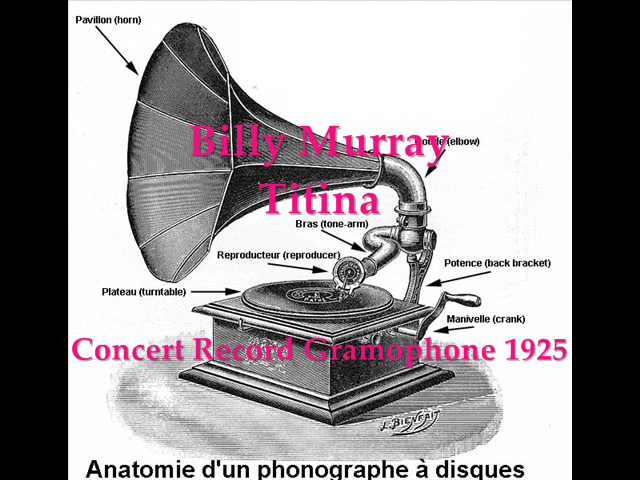 Pavillon (horn)
Billy Murray
(elbow)
Titina
Bras (tone-arm)
Reproducteur (reproducer)
Potence (back bracket)
Plateau (turntable)
Manivelle (crank)
Concert Record Gramophone 1925
L. BIENFAIT
Anatomie d'un phonographe à disques